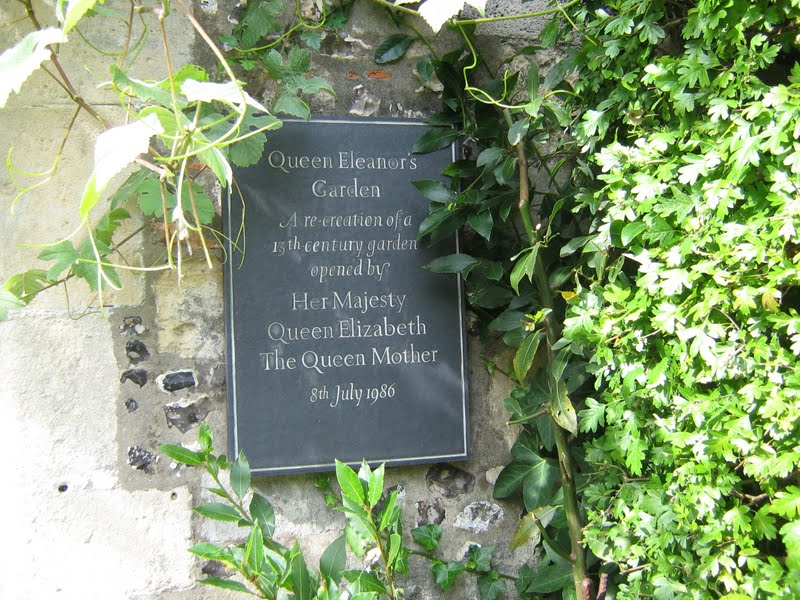 Queen Eleanor's
Garden
A re-creation of a
13th century garden
opened by
Her Majesty
Queen Elizabeth
The Queen Mother
8th July 1986